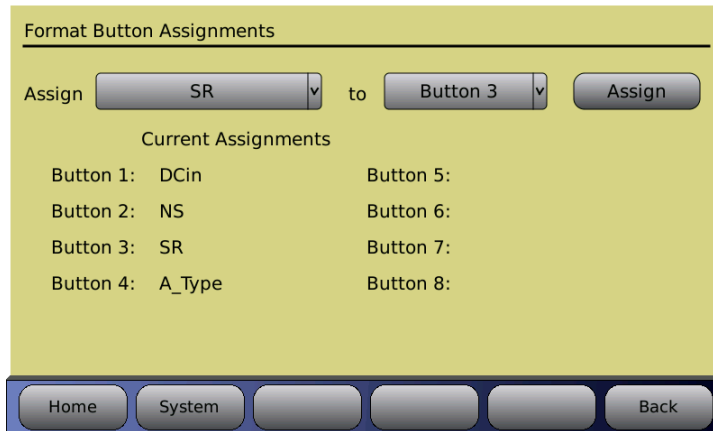 Format Button Assignments
Assign SR to Button 3 Assign
Current Assignments
Button 1: DCin Button 5:
Button 2: NS Button 6:
Button 3: SR Button 7:
Button 4: A_Type Button 8:
Home System Back